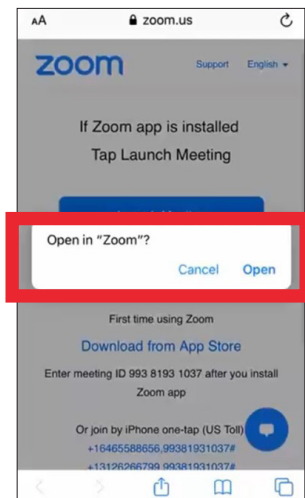 AA zoom.us
zoom Support English
If Zoom app is installed
Tap Launch Meeting
Open in "Zoom"?
Cancel Open
First time using Zoom
Download from App Store
Enter meeting ID 993 8193 1037 after you install
Zoom app
Or join by iPhone one-tap (US Toll)
+16465588656,99381931037#
+13126266799,99381931037#